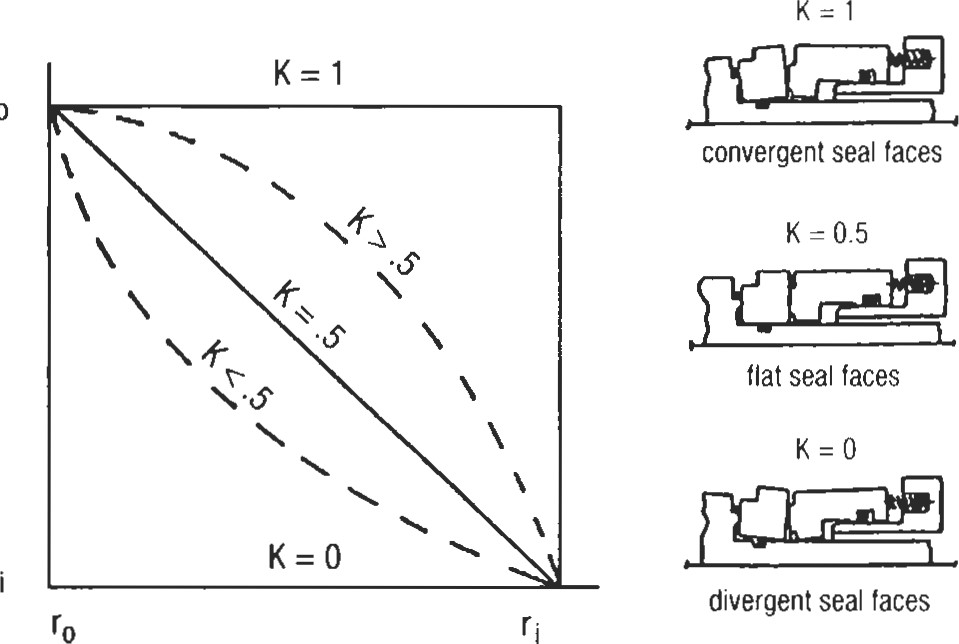 K = 1
o
K > .5
K = .5
K < .5
K = 0
i
r₀
rᵢ
K = 1
convergent seal faces
K = 0.5
flat seal faces
K = 0
divergent seal faces